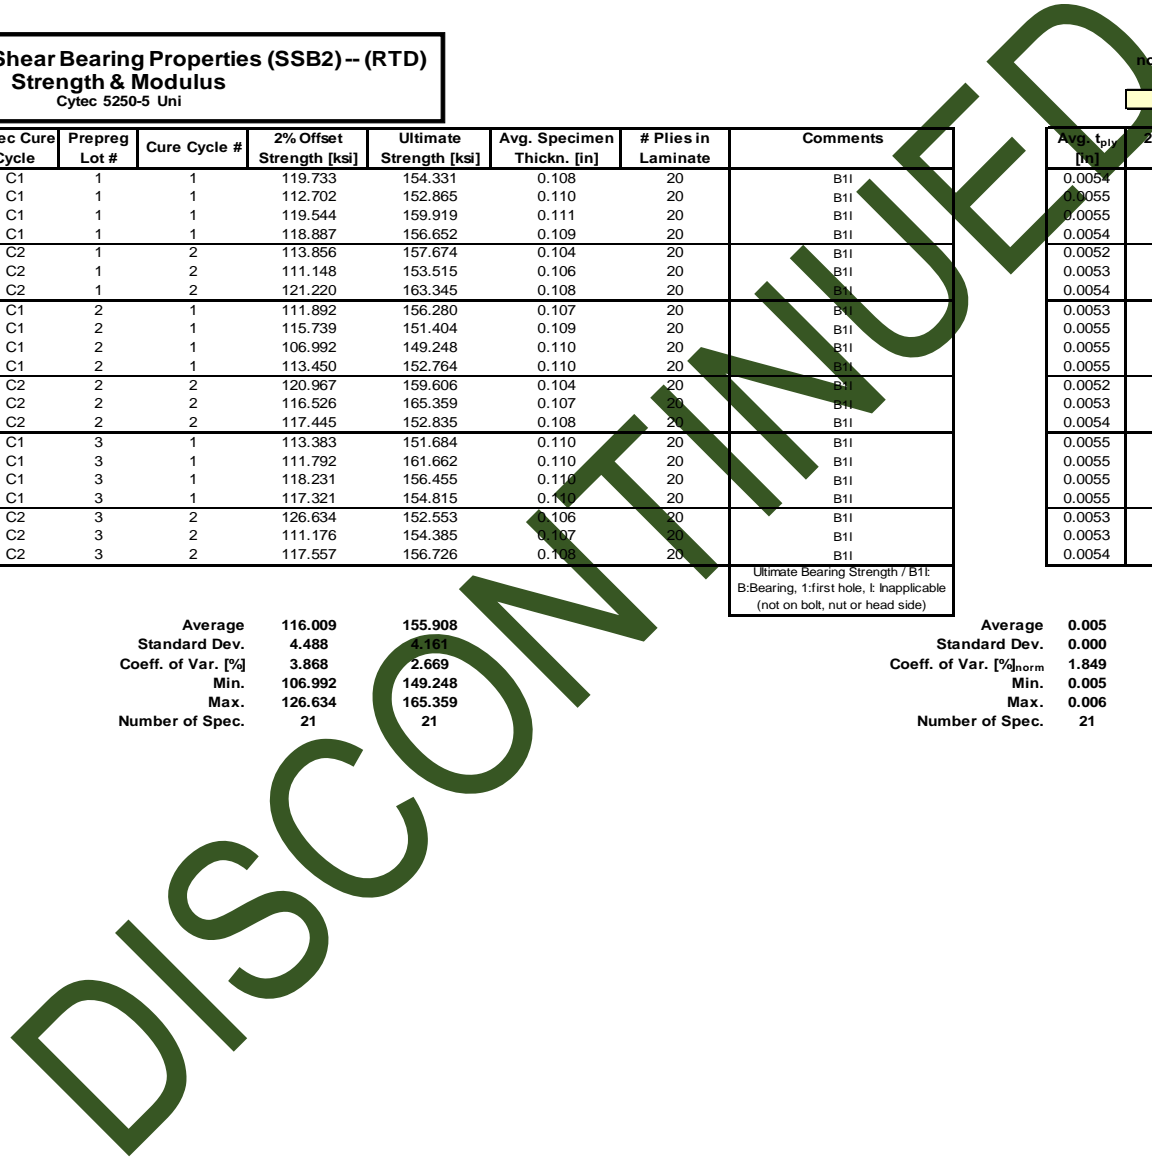 Shear Bearing Properties (SSB2) -- (RTD)
Strength & Modulus
Cytec 5250-5 Uni
Cure Cycle | Prepreg Lot # | Cure Cycle # | 2% Offset Strength [ksi] | Ultimate Strength [ksi] | Avg. Specimen Thickn. [in] | # Plies in Laminate | Comments | Avg. tply [in]
C1 1 1 119.733 154.331 0.108 20 B1I 0.0054
C1 1 1 112.702 152.865 0.110 20 B1I 0.0055
C1 1 1 119.544 159.919 0.111 20 B1I 0.0055
C1 1 1 118.887 156.652 0.109 20 B1I 0.0054
C2 1 2 113.856 157.674 0.104 20 B1I 0.0052
C2 1 2 111.148 153.515 0.106 20 B1I 0.0053
C2 1 2 121.220 163.345 0.108 20 B1I 0.0054
C1 2 1 111.892 156.280 0.107 20 B1I 0.0053
C1 2 1 115.739 151.404 0.109 20 B1I 0.0055
C1 2 1 106.992 149.248 0.110 20 B1I 0.0055
C1 2 1 113.450 152.764 0.110 20 B1I 0.0055
C2 2 2 120.967 159.606 0.104 20 B1I 0.0052
C2 2 2 116.526 165.359 0.107 20 B1I 0.0053
C2 2 2 117.445 152.835 0.108 20 B1I 0.0054
C1 3 1 113.383 151.684 0.110 20 B1I 0.0055
C1 3 1 111.792 161.662 0.110 20 B1I 0.0055
C1 3 1 118.231 156.455 0.110 20 B1I 0.0055
C1 3 1 117.321 154.815 0.110 20 B1I 0.0055
C2 3 2 126.634 152.553 0.106 20 B1I 0.0053
C2 3 2 111.176 154.385 0.107 20 B1I 0.0053
C2 3 2 117.557 156.726 0.108 20 B1I 0.0054
Ultimate Bearing Strength / B1I:
B:Bearing, 1:first hole, I: Inapplicable
(not on bolt, nut or head side)
Average 116.009 155.908 Average 0.005
Standard Dev. 4.488 4.161 Standard Dev. 0.000
Coeff. of Var. [%] 3.868 2.669 Coeff. of Var. [%]norm 1.849
Min. 106.992 149.248 Min. 0.005
Max. 126.634 165.359 Max. 0.006
Number of Spec. 21 21 Number of Spec. 21
DISCONTINUED